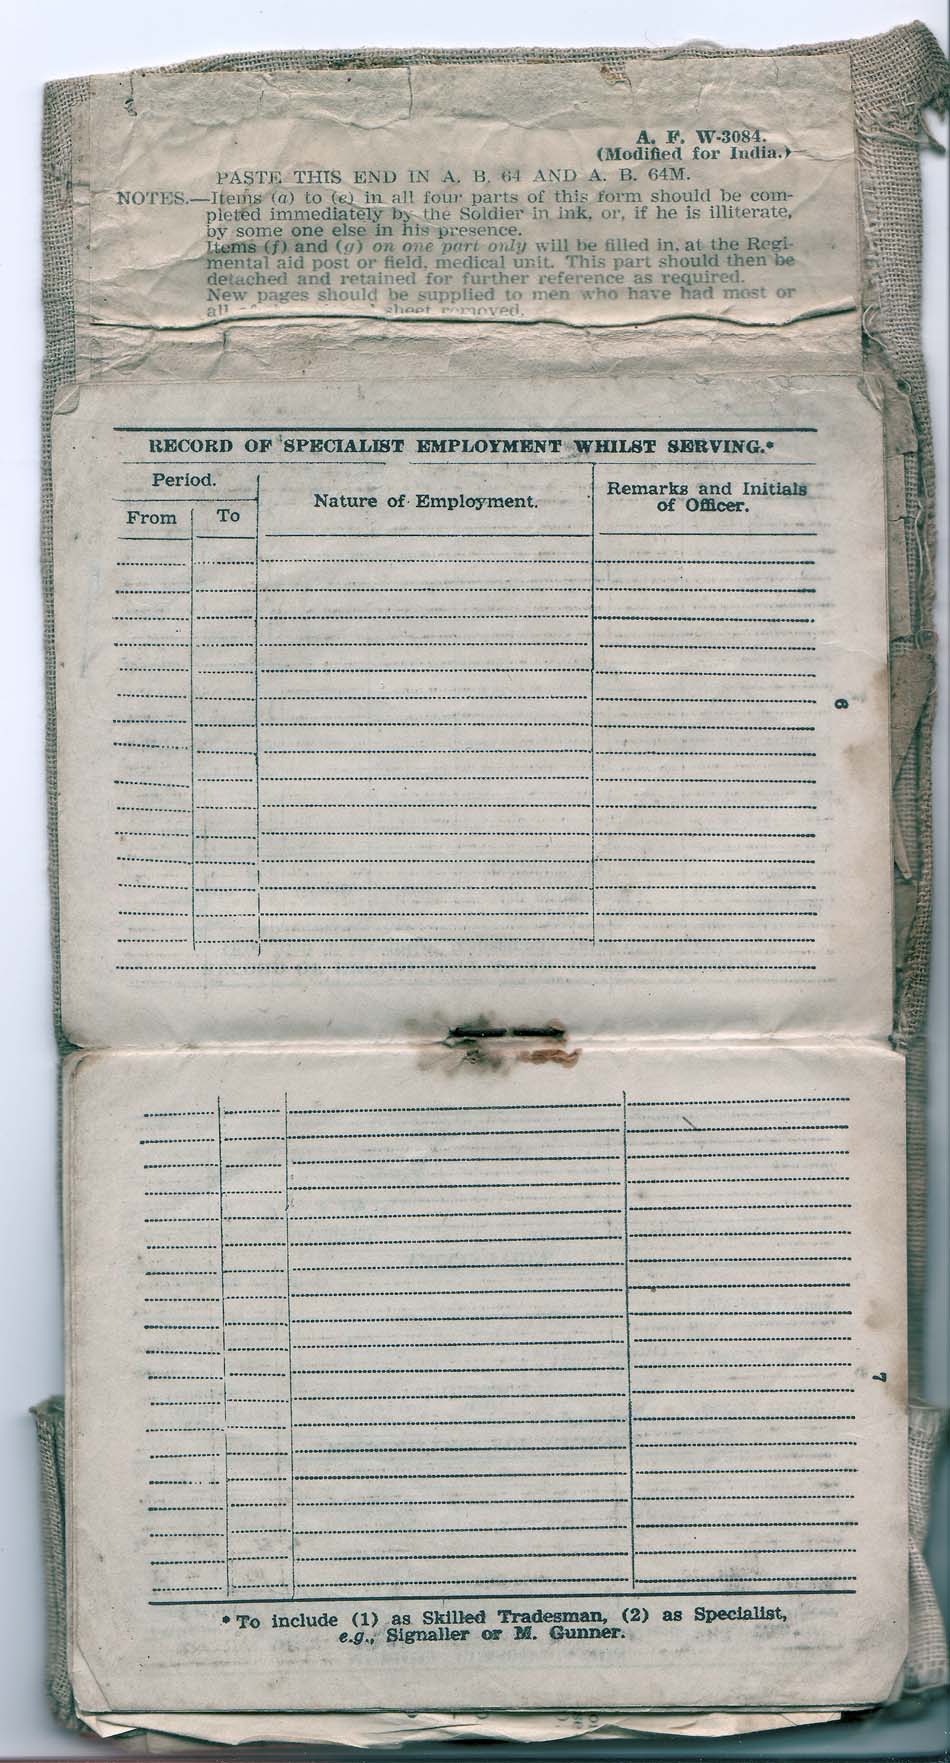 A. F. W-3084.
(Modified for India.)
PASTE THIS END IN A. B. 64 AND A. B. 64M.
NOTES.—Items (a) to (e) in all four parts of this form should be com-
pleted immediately by the Soldier in ink, or, if he is illiterate,
by some one else in his presence.
Items (f) and (g) on one part only will be filled in, at the Regi-
mental aid post or field, medical unit. This part should then be
detached and retained for further reference as required.
New pages should be supplied to men who have had most or
all sheet removed.
RECORD OF SPECIALIST EMPLOYMENT WHILST SERVING.*
Period.
Nature of Employment.
Remarks and Initials
of Officer.
From
To
6
7
* To include (1) as Skilled Tradesman, (2) as Specialist,
e.g., Signaller or M. Gunner.